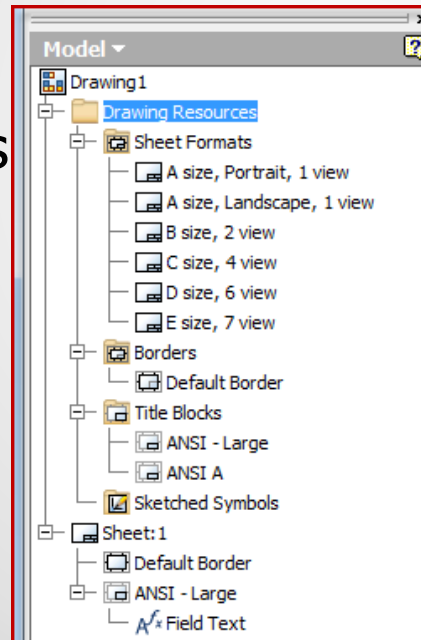 Model
Drawing1
Drawing Resources
s
Sheet Formats
A size, Portrait, 1 view
A size, Landscape, 1 view
B size, 2 view
C size, 4 view
D size, 6 view
E size, 7 view
Borders
Default Border
Title Blocks
ANSI - Large
ANSI A
Sketched Symbols
Sheet:1
Default Border
ANSI - Large
Field Text